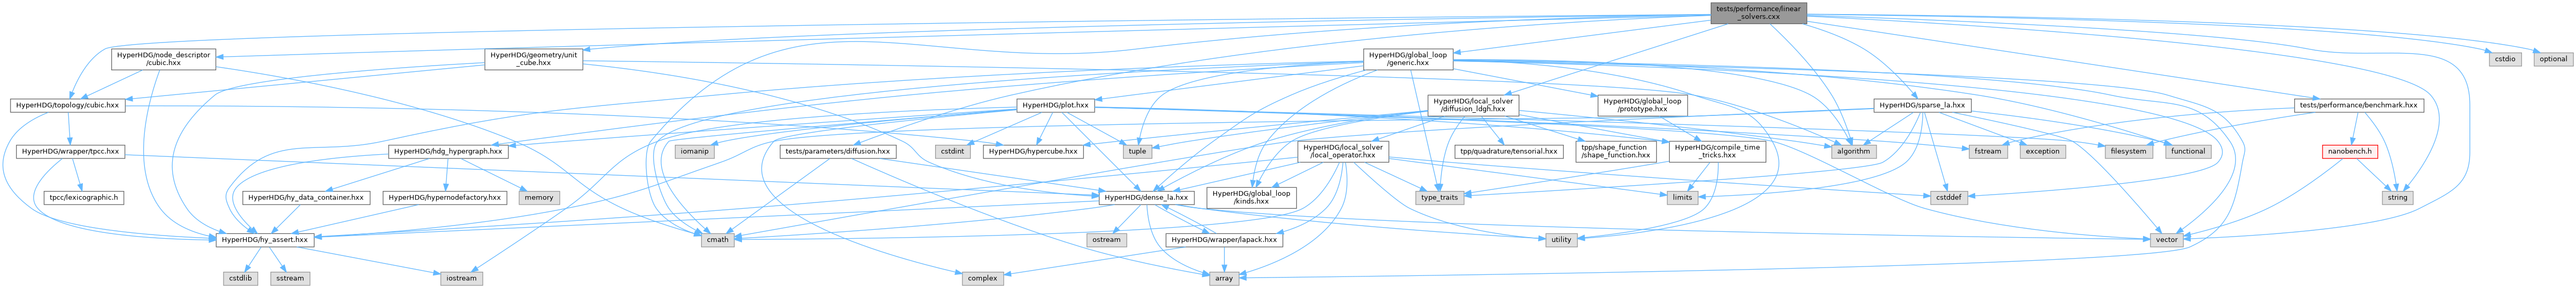 tests/performance/linear
_solvers.cxx
HyperHDG/node_descriptor
/cubic.hxx
HyperHDG/geometry/unit
_cube.hxx
HyperHDG/global_loop
/generic.hxx
cstdio
optional
HyperHDG/topology/cubic.hxx
HyperHDG/plot.hxx
HyperHDG/local_solver
/diffusion_ldgh.hxx
HyperHDG/global_loop
/prototype.hxx
HyperHDG/sparse_la.hxx
tests/performance/benchmark.hxx
HyperHDG/wrapper/tpcc.hxx
HyperHDG/hdg_hypergraph.hxx
iomanip
tests/parameters/diffusion.hxx
cstdint
HyperHDG/hypercube.hxx
tuple
HyperHDG/local_solver
/local_operator.hxx
tpp/quadrature/tensorial.hxx
tpp/shape_function
/shape_function.hxx
HyperHDG/compile_time
_tricks.hxx
algorithm
fstream
exception
filesystem
functional
nanobench.h
tpcc/lexicographic.h
HyperHDG/hy_data_container.hxx
HyperHDG/hypernodefactory.hxx
memory
HyperHDG/dense_la.hxx
HyperHDG/global_loop
/kinds.hxx
type_traits
limits
cstddef
string
HyperHDG/hy_assert.hxx
cmath
ostream
HyperHDG/wrapper/lapack.hxx
utility
vector
cstdlib
sstream
iostream
complex
array